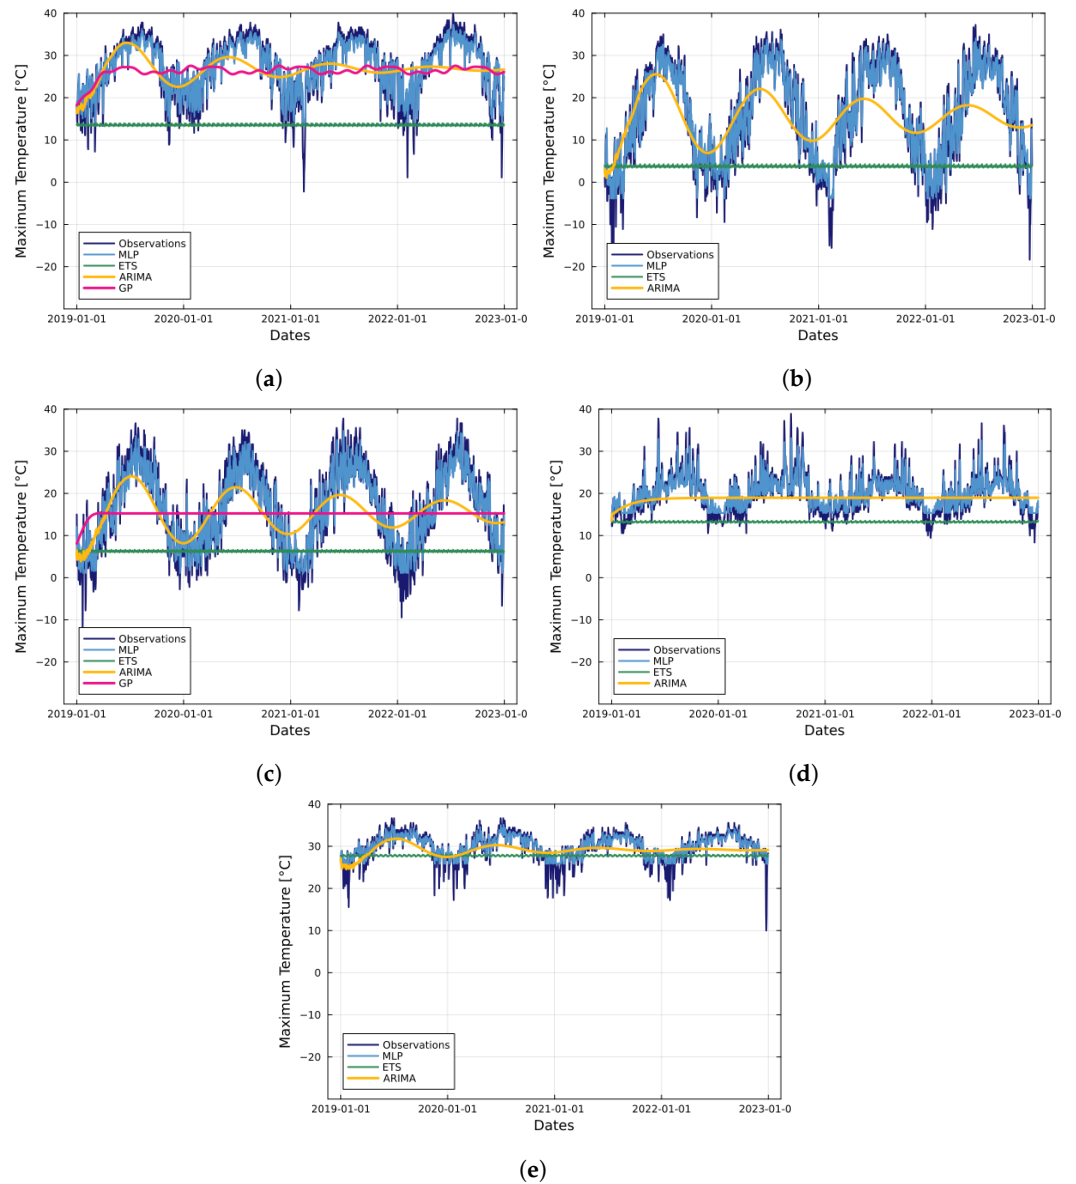 40
30
20
10
0
−10
−20
Maximum Temperature [°C]
Observations
MLP
ETS
ARIMA
GP
2019-01-01 2020-01-01 2021-01-01 2022-01-01 2023-01-0
Dates
(a)
40
30
20
10
0
−10
−20
Maximum Temperature [°C]
Observations
MLP
ETS
ARIMA
2019-01-01 2020-01-01 2021-01-01 2022-01-01 2023-01-0
Dates
(b)
40
30
20
10
0
−10
−20
Maximum Temperature [°C]
Observations
MLP
ETS
ARIMA
GP
2019-01-01 2020-01-01 2021-01-01 2022-01-01 2023-01-0
Dates
(c)
40
30
20
10
0
−10
−20
Maximum Temperature [°C]
Observations
MLP
ETS
ARIMA
2019-01-01 2020-01-01 2021-01-01 2022-01-01 2023-01-0
Dates
(d)
40
30
20
10
0
−10
−20
Maximum Temperature [°C]
Observations
MLP
ETS
ARIMA
2019-01-01 2020-01-01 2021-01-01 2022-01-01 2023-01-0
Dates
(e)